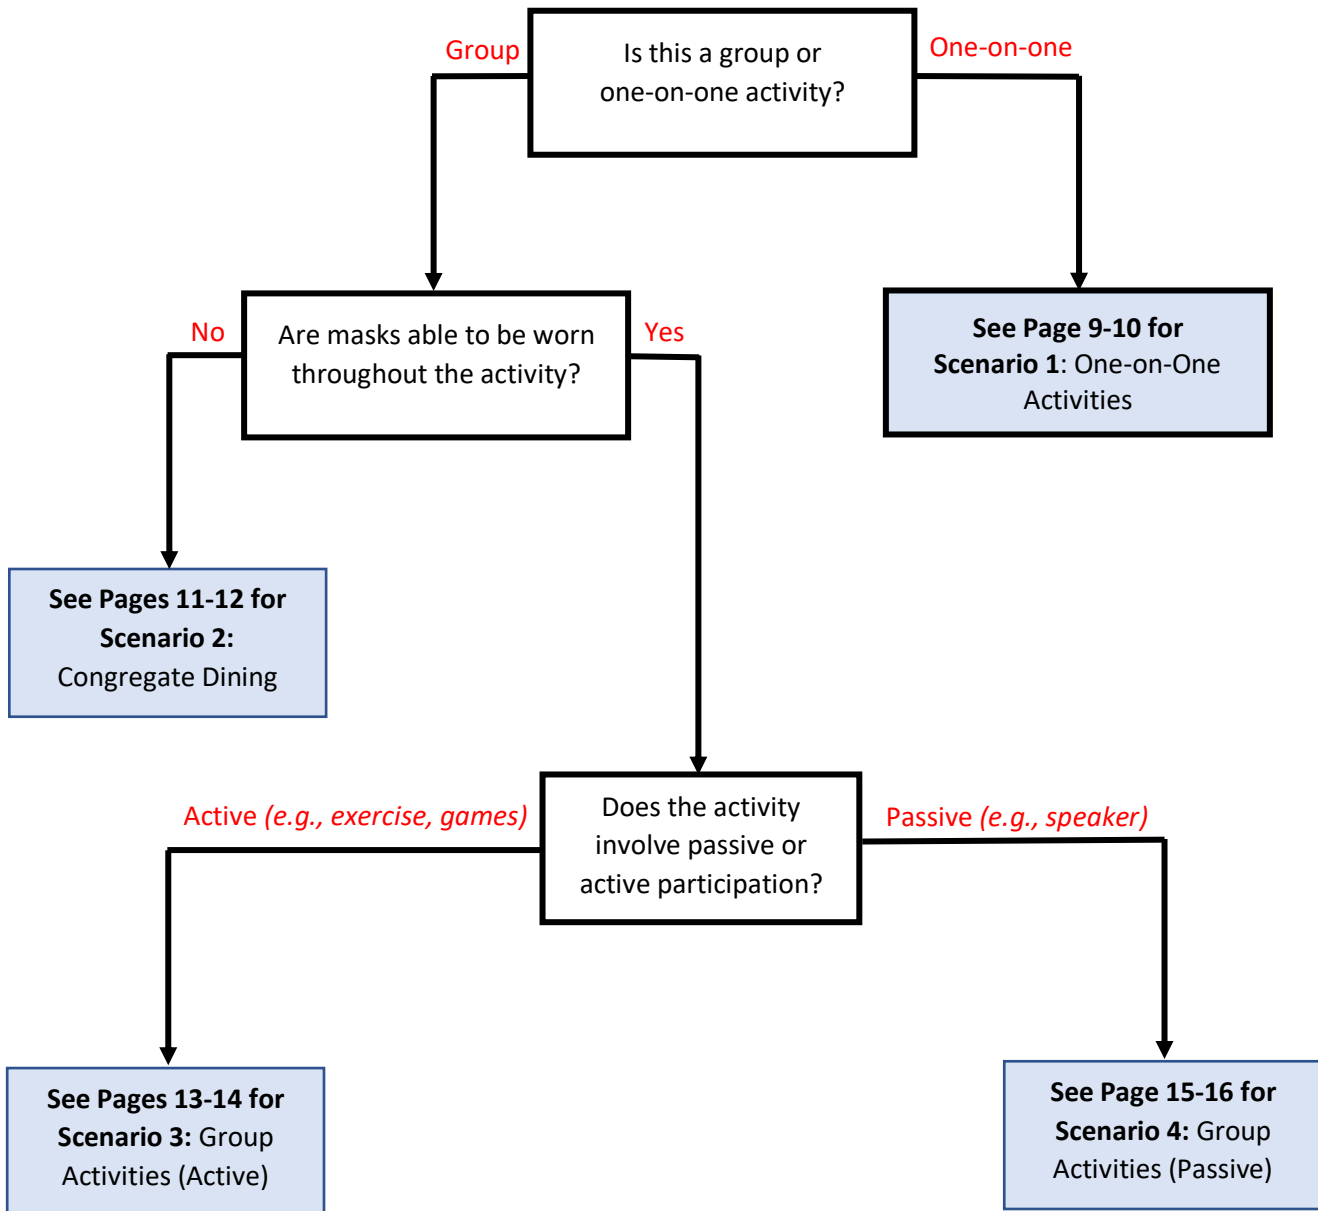 Group
Is this a group or
one-on-one activity?
One-on-one
No
Are masks able to be worn
throughout the activity?
Yes
See Page 9-10 for
Scenario 1: One-on-One
Activities
See Pages 11-12 for
Scenario 2:
Congregate Dining
Active (e.g., exercise, games)
Does the activity
involve passive or
active participation?
Passive (e.g., speaker)
See Pages 13-14 for
Scenario 3: Group
Activities (Active)
See Page 15-16 for
Scenario 4: Group
Activities (Passive)